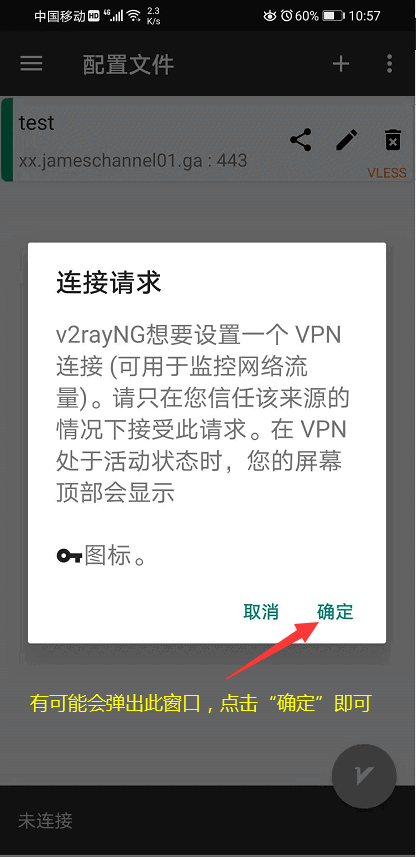 中国移动 HD 4G 2.3 K/s 60% 10:57
配置文件
test
xx.jameschannel01.ga : 443
VLESS
连接请求
v2rayNG想要设置一个 VPN
连接 (可用于监控网络流
量)。请只在您信任该来源的
情况下接受此请求。在 VPN
处于活动状态时，您的屏幕
顶部会显示
图标。
取消 确定
有可能会弹出此窗口，点击“确定”即可
未连接